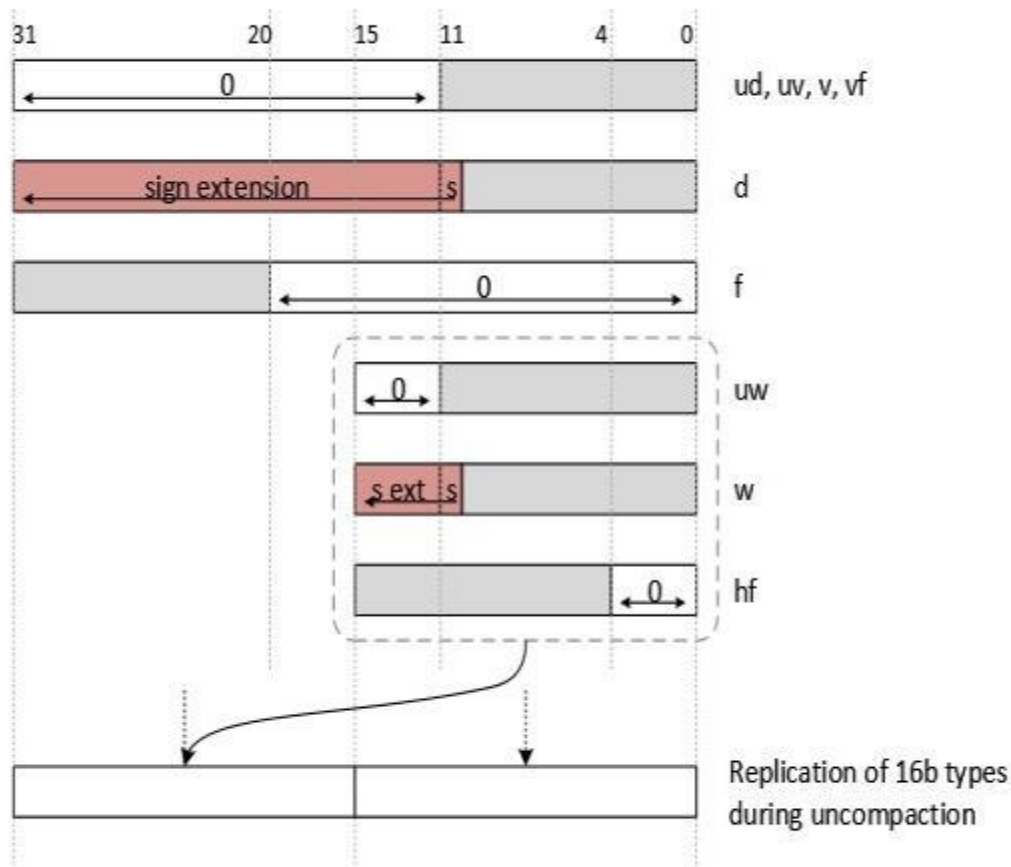 31 20 15 11 4 0
0 ud, uv, v, vf
sign extension s d
0 f
0 uw
s ext s w
0 hf
Replication of 16b types
during uncompaction